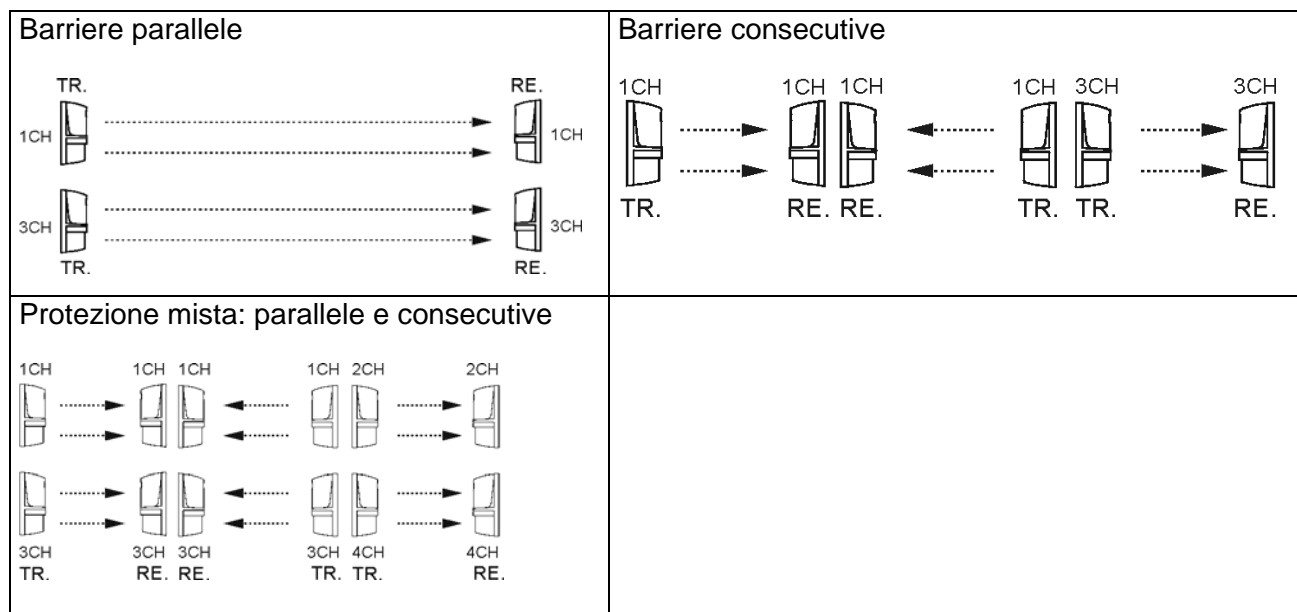 Barriere parallele
TR. RE.
1CH 1CH
3CH 3CH
TR. RE.
Barriere consecutive
1CH 1CH 1CH 1CH 3CH 3CH
TR. RE. RE. TR. TR. RE.
Protezione mista: parallele e consecutive
1CH 1CH 1CH 1CH 2CH 2CH
3CH 3CH 3CH 3CH 4CH 4CH
TR. RE. RE. TR. TR. RE.